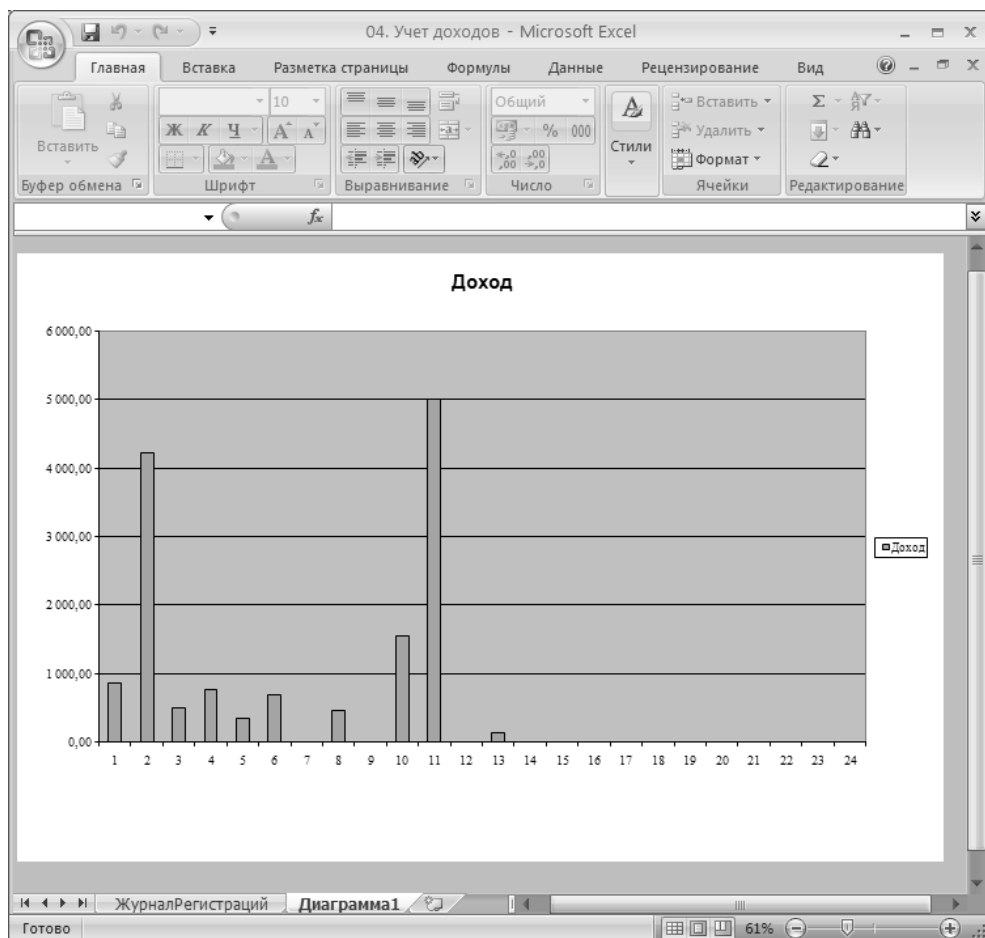 04. Учет доходов - Microsoft Excel
Главная Вставка Разметка страницы Формулы Данные Рецензирование Вид
Вставить
Буфер обмена
10
Ж К Ч
Шрифт
Выравнивание
Общий
% 000
Число
Стили
Вставить
Удалить
Формат
Ячейки
Σ
Редактирование
fx
Доход
6 000,00
5 000,00
4 000,00
3 000,00
2 000,00
1 000,00
0,00
1 2 3 4 5 6 7 8 9 10 11 12 13 14 15 16 17 18 19 20 21 22 23 24
Доход
ЖурналРегистраций Диаграмма1
Готово 61%